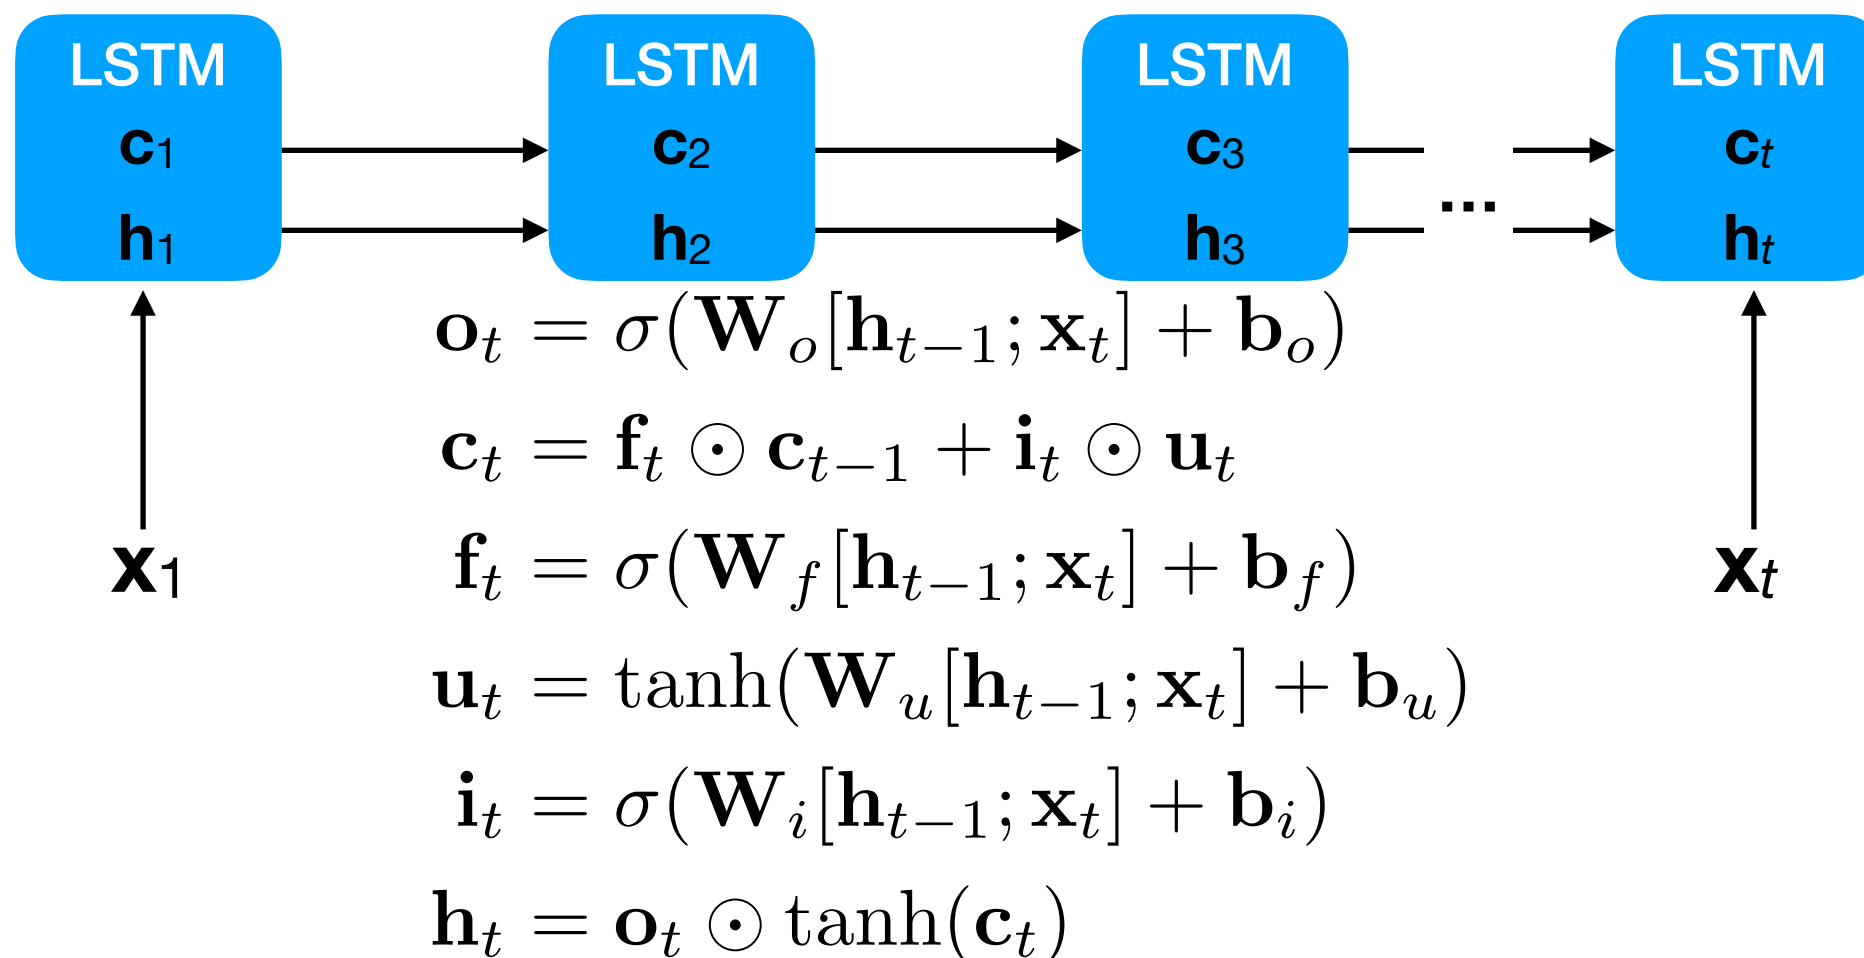 LSTM LSTM LSTM LSTM
c₁ c₂ c₃ cₜ
...
h₁ h₂ h₃ hₜ
oₜ = σ(Wₒ[hₜ₋₁; xₜ] + bₒ)
cₜ = fₜ ⊙ cₜ₋₁ + iₜ ⊙ uₜ
x₁ fₜ = σ(W_f[hₜ₋₁; xₜ] + b_f) xₜ
uₜ = tanh(Wᵤ[hₜ₋₁; xₜ] + bᵤ)
iₜ = σ(Wᵢ[hₜ₋₁; xₜ] + bᵢ)
hₜ = oₜ ⊙ tanh(cₜ)